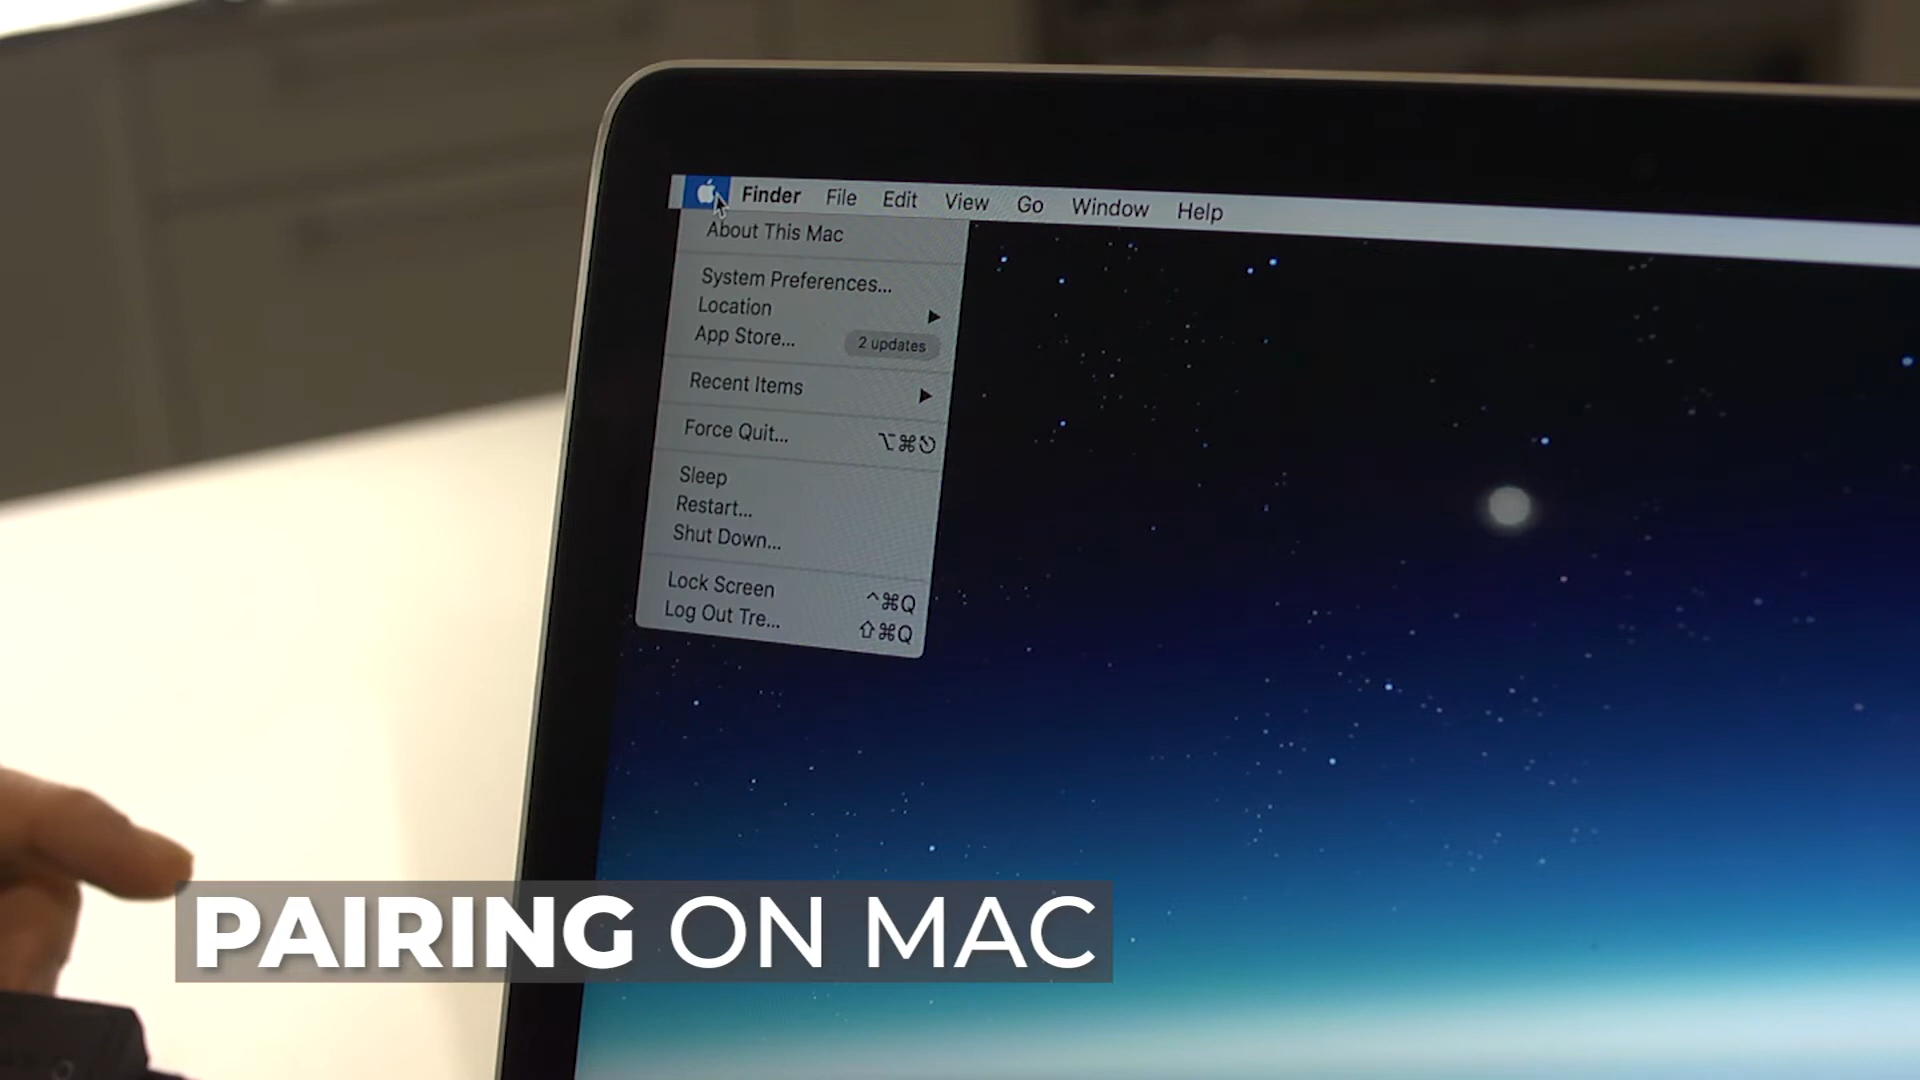 Finder File Edit View Go Window Help
About This Mac
System Preferences...
Location
App Store... 2 updates
Recent Items
Force Quit... ⌥⌘⎋
Sleep
Restart...
Shut Down...
Lock Screen ^⌘Q
Log Out Tre... ⇧⌘Q
PAIRING ON MAC